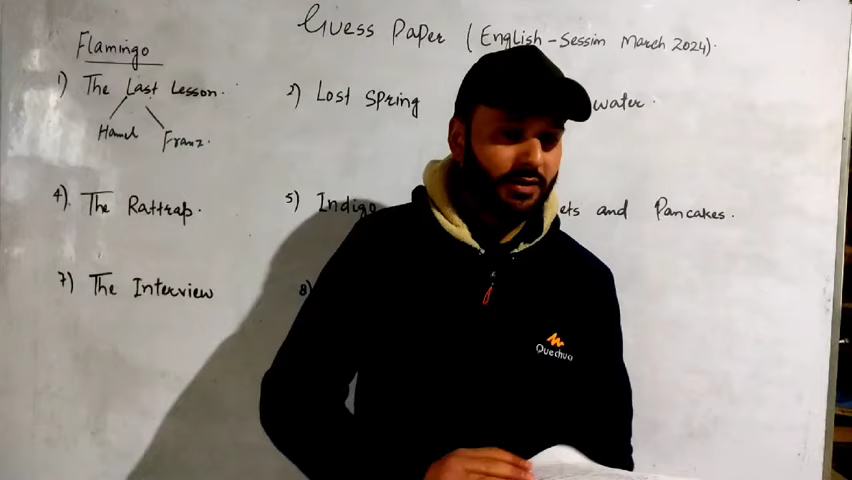 Guess Paper (English - Session March 2024).
Flamingo
1) The Last Lesson.
2) Lost Spring
water.
Hamel
Franz.
4) The Rattrap.
5) Indigo
ets and Pancakes.
7) The Interview
8)
Quechua